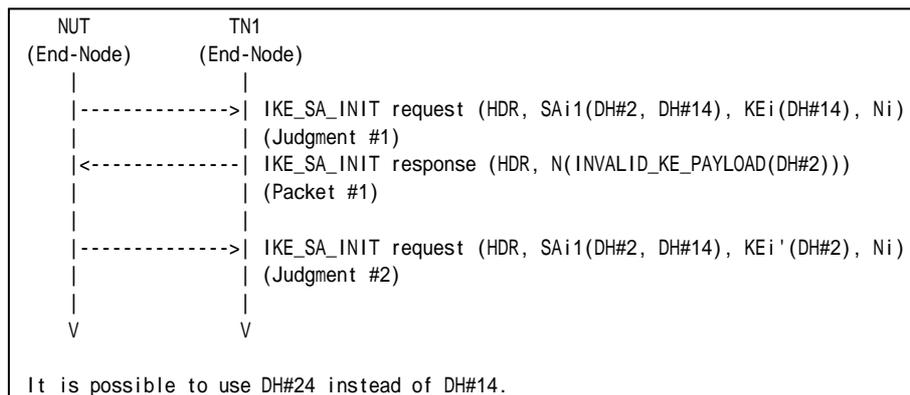 NUT TN1
(End-Node) (End-Node)
| |
|-------------->| IKE_SA_INIT request (HDR, SAi1(DH#2, DH#14), KEi(DH#14), Ni)
| | (Judgment #1)
|<--------------| IKE_SA_INIT response (HDR, N(INVALID_KE_PAYLOAD(DH#2)))
| | (Packet #1)
| |
|-------------->| IKE_SA_INIT request (HDR, SAi1(DH#2, DH#14), KEi'(DH#2), Ni)
| | (Judgment #2)
| |
V V
It is possible to use DH#24 instead of DH#14.